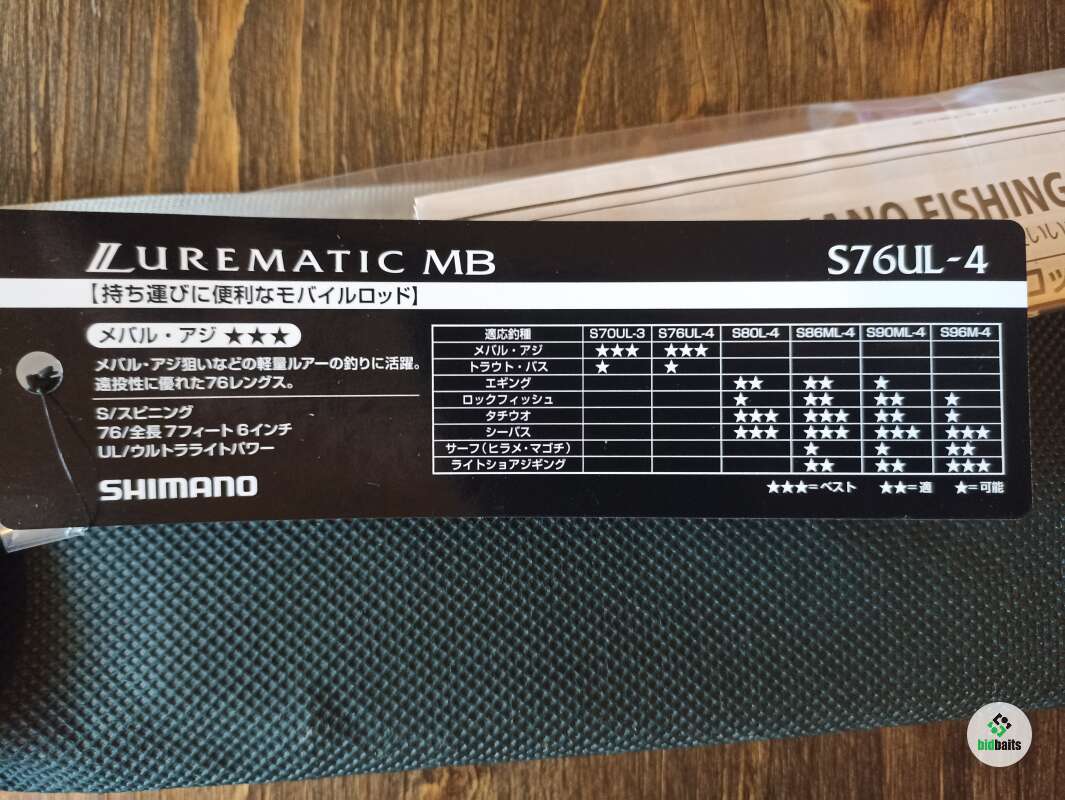 ANO FISHING
LUREMATIC MB
S76UL-4
【持ち運びに便利なモバイルロッド】
メバル・アジ ★★★
メバル・アジ狙いなどの軽量ルアーの釣りに活躍。
遠投性に優れた76レングス。
S/スピニング
76/全長7フィート6インチ
UL/ウルトラライトパワー
SHIMANO
適応釣種 S70UL-3 S76UL-4 S80L-4 S86ML-4 S90ML-4 S96M-4
メバル・アジ ★★★ ★★★
トラウト・バス ★ ★
エギング ★★ ★★ ★
ロックフィッシュ ★ ★★ ★★ ★
タチウオ ★★★ ★★★ ★★ ★
シーバス ★★★ ★★★ ★★★ ★★★
サーフ(ヒラメ・マゴチ) ★ ★ ★★
ライトショアジギング ★★ ★★ ★★★
★★★=ベスト ★★=適 ★=可能
bidbaits